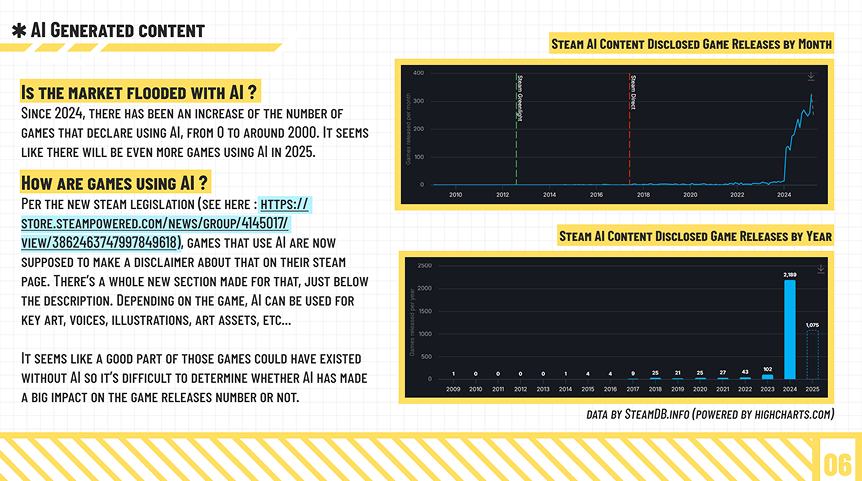 ✱ AI Generated content
Is the market flooded with AI ?
Since 2024, there has been an increase of the number of
games that declare using AI, from 0 to around 2000. It seems
like there will be even more games using AI in 2025.
How are games using AI ?
Per the new steam legislation (see here : https://
store.steampowered.com/news/group/4145017/
view/3862463747997849618), games that use AI are now
supposed to make a disclaimer about that on their steam
page. There's a whole new section made for that, just below
the description. Depending on the game, AI can be used for
key art, voices, illustrations, art assets, etc...
It seems like a good part of those games could have existed
without AI so it's difficult to determine whether AI has made
a big impact on the game releases number or not.
Steam AI Content Disclosed Game Releases by Month
Games released per month
400
300
200
100
0
Steam Greenlight
Steam Direct
2010 2012 2014 2016 2018 2020 2022 2024
Steam AI Content Disclosed Game Releases by Year
Games released per year
2500
2000
1500
1000
500
0
1 0 0 0 0 1 4 4 9 25 21 25 27 43 102 2,189 1,075
2009 2010 2011 2012 2013 2014 2015 2016 2017 2018 2019 2020 2021 2022 2023 2024 2025
data by SteamDB.info (powered by highcharts.com)
06